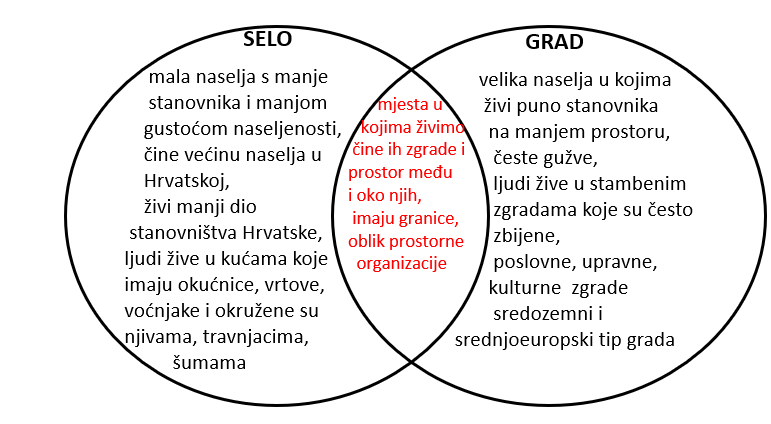 SELO
mala naselja s manje
stanovnika i manjom
gustoćom naseljenosti,
čine većinu naselja u
Hrvatskoj,
živi manji dio
stanovništva Hrvatske,
ljudi žive u kućama koje
imaju okućnice, vrtove,
voćnjake i okružene su
njivama, travnjacima,
šumama
mjesta u
kojima živimo
čine ih zgrade i
prostor među
i oko njih,
imaju granice,
oblik prostorne
organizacije
GRAD
velika naselja u kojima
živi puno stanovnika
na manjem prostoru,
česte gužve,
ljudi žive u stambenim
zgradama koje su često
zbijene,
poslovne, upravne,
kulturne zgrade
sredozemni i
srednjoeuropski tip grada